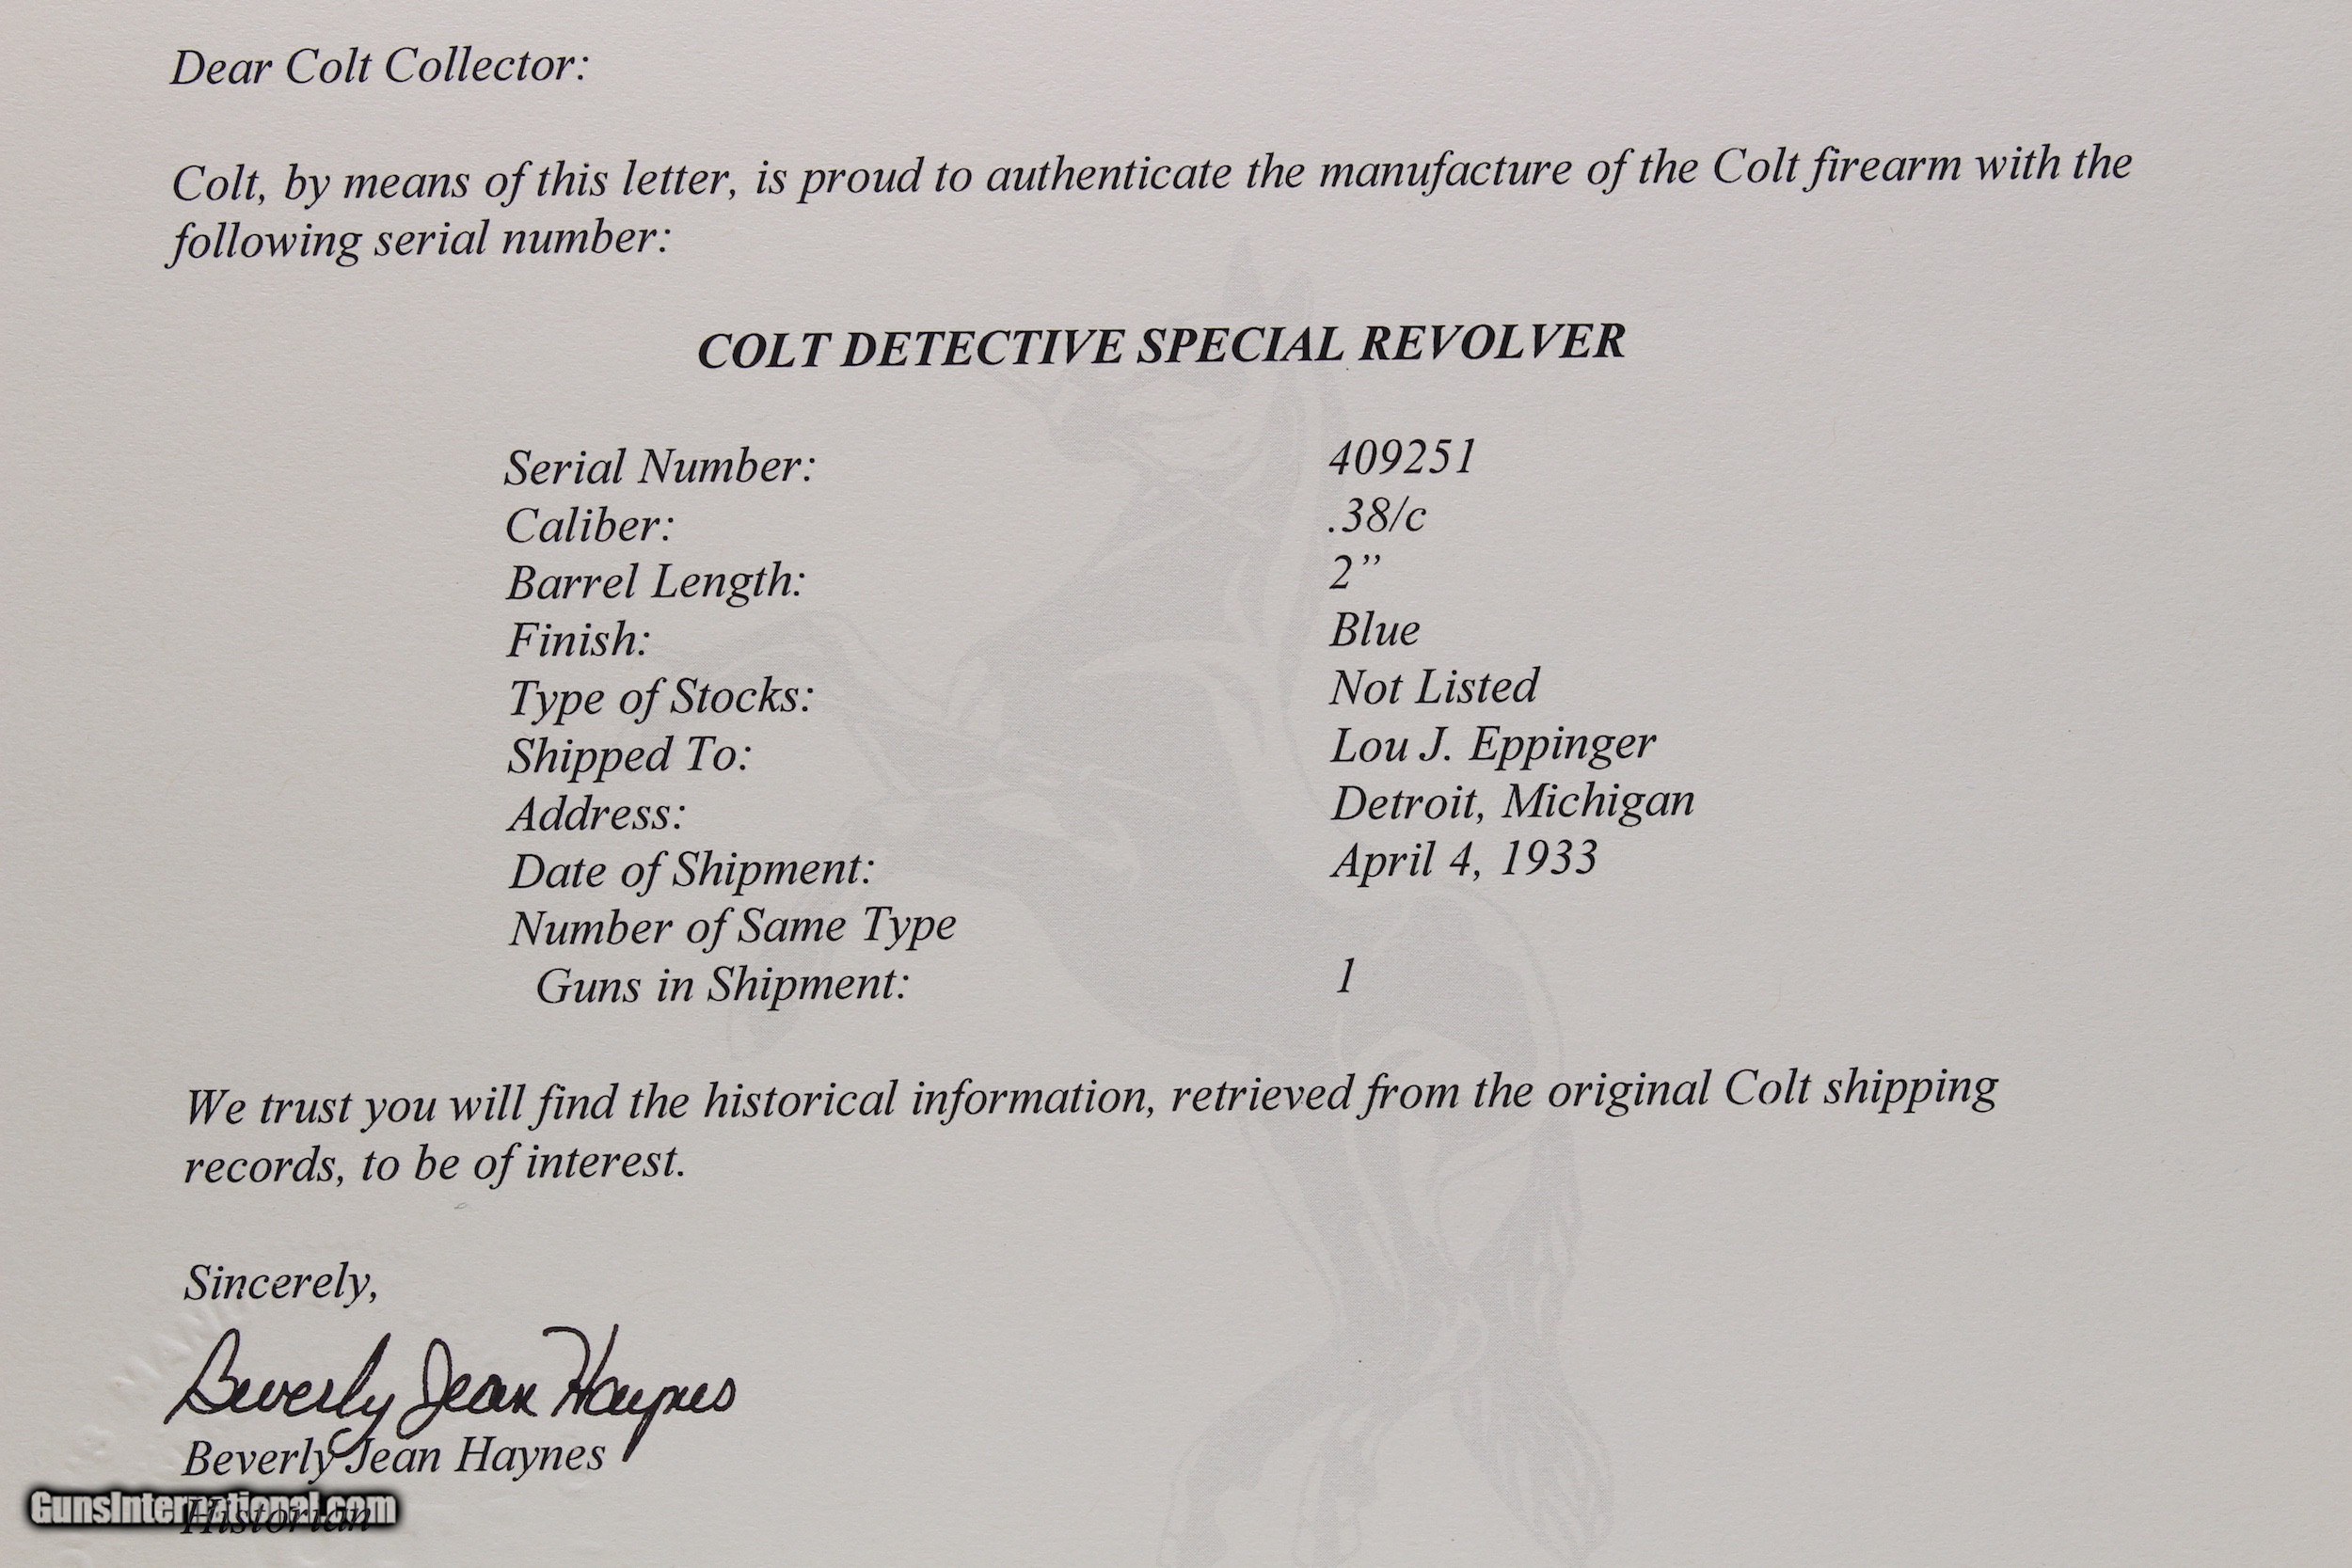 Dear Colt Collector:
Colt, by means of this letter, is proud to authenticate the manufacture of the Colt firearm with the
following serial number:
COLT DETECTIVE SPECIAL REVOLVER
Serial Number: 409251
Caliber: .38/c
Barrel Length: 2”
Finish: Blue
Type of Stocks: Not Listed
Shipped To: Lou J. Eppinger
Address: Detroit, Michigan
Date of Shipment: April 4, 1933
Number of Same Type
Guns in Shipment: 1
We trust you will find the historical information, retrieved from the original Colt shipping
records, to be of interest.
Sincerely,
Beverly Jean Haynes
Beverly Jean Haynes
Historian
GunsInternational.com